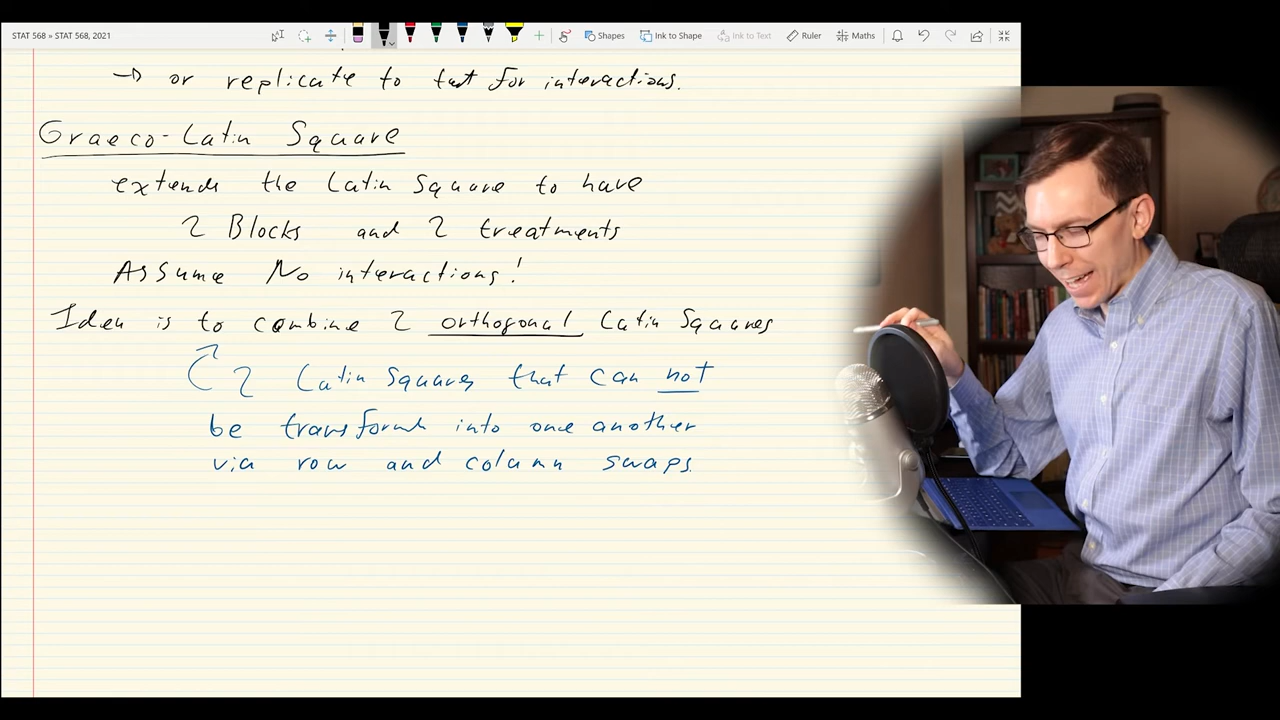 STAT 568 » STAT 568, 2021
Shapes
Ink to Shape
Ink to Text
Ruler
Maths
→ or replicate to test for interactions.
Graeco-Latin Square
extends the Latin Square to have
2 Blocks and 2 treatments
Assume No interactions!
Idea is to combine 2 orthogonal Latin Squares
2 Latin Squares that can not
be transformed into one another
via row and column swaps.